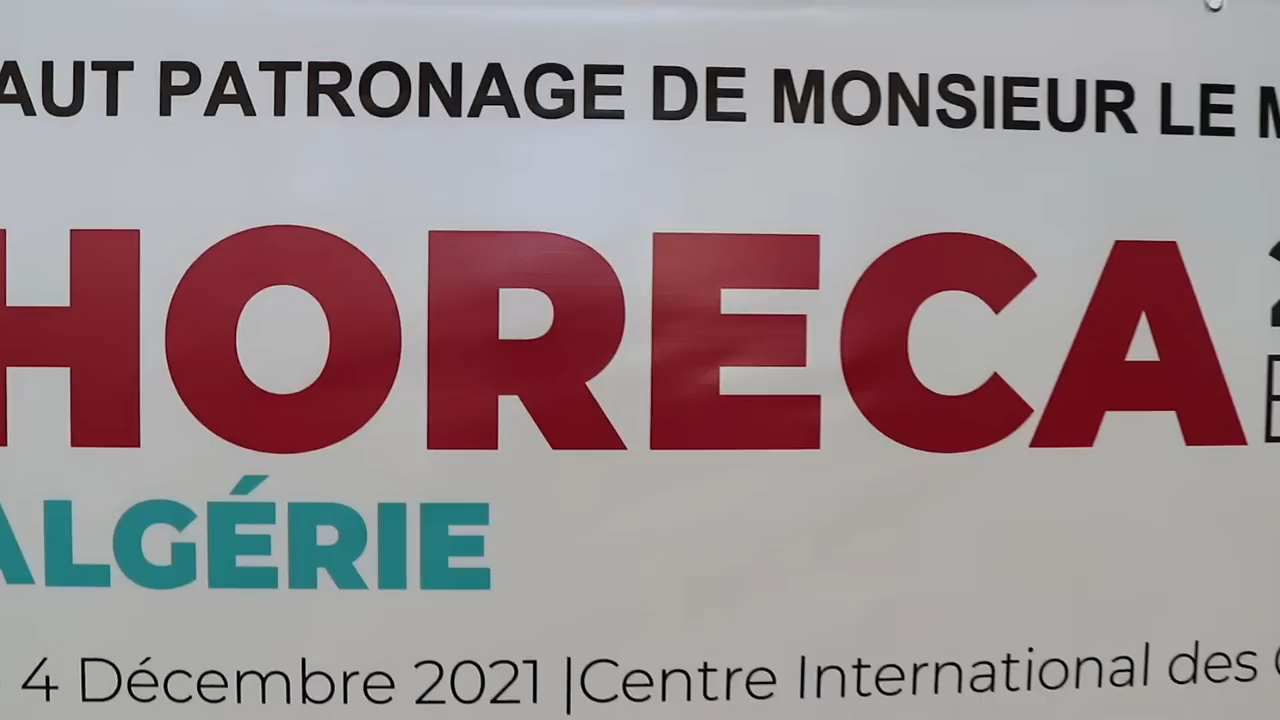 AUT PATRONAGE DE MONSIEUR LE
HORECA
ALGÉRIE
4 Décembre 2021 |Centre International des